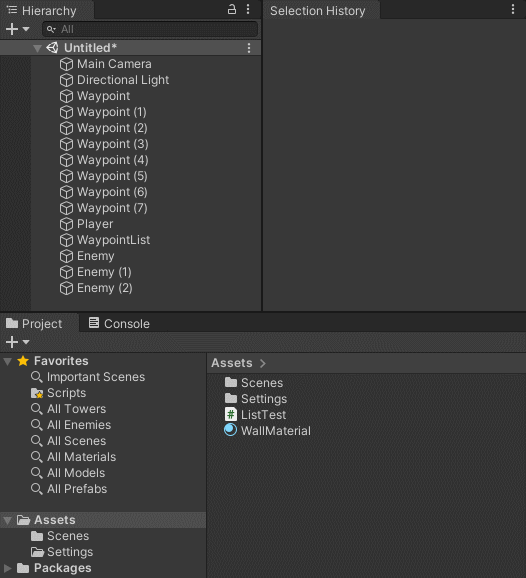 Hierarchy
Selection History
All
Untitled*
Main Camera
Directional Light
Waypoint
Waypoint (1)
Waypoint (2)
Waypoint (3)
Waypoint (4)
Waypoint (5)
Waypoint (6)
Waypoint (7)
Player
WaypointList
Enemy
Enemy (1)
Enemy (2)
Project
Console
Favorites
Important Scenes
Scripts
All Towers
All Enemies
All Scenes
All Materials
All Models
All Prefabs
Assets
Scenes
Settings
Packages
Assets
Scenes
Settings
ListTest
WallMaterial